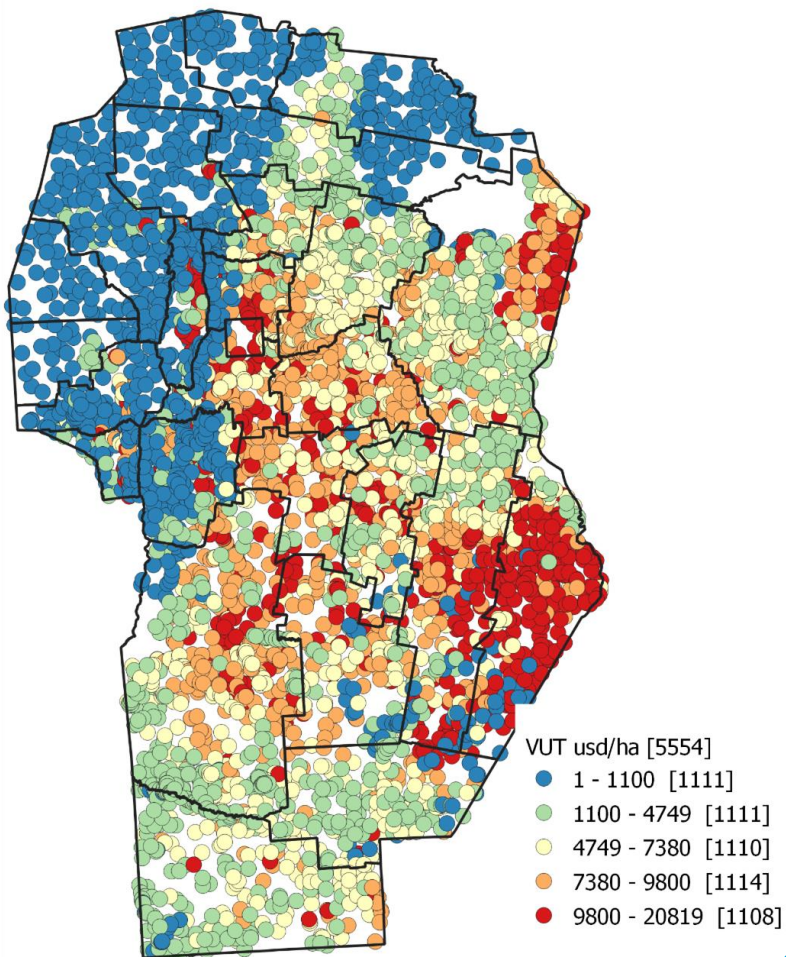 VUT usd/ha [5554]
1 - 1100 [1111]
1100 - 4749 [1111]
4749 - 7380 [1110]
7380 - 9800 [1114]
9800 - 20819 [1108]